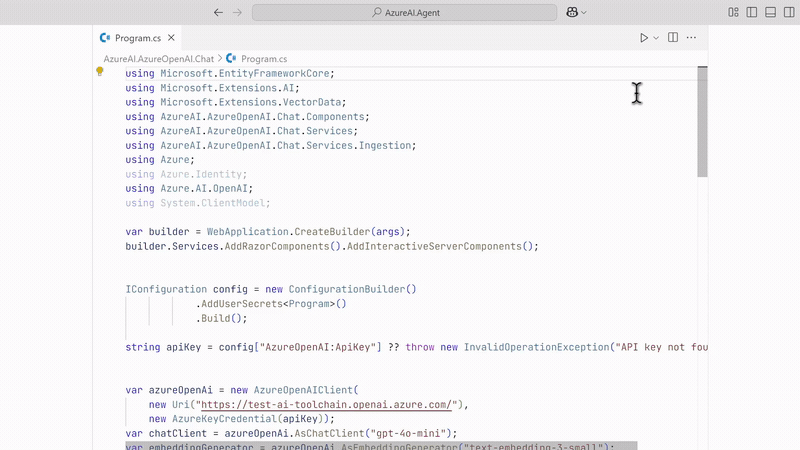 AzureAI.Agent
Program.cs
AzureAI.AzureOpenAI.Chat > Program.cs
using Microsoft.EntityFrameworkCore;
using Microsoft.Extensions.AI;
using Microsoft.Extensions.VectorData;
using AzureAI.AzureOpenAI.Chat.Components;
using AzureAI.AzureOpenAI.Chat.Services;
using AzureAI.AzureOpenAI.Chat.Services.Ingestion;
using Azure;
using Azure.Identity;
using Azure.AI.OpenAI;
using System.ClientModel;
var builder = WebApplication.CreateBuilder(args);
builder.Services.AddRazorComponents().AddInteractiveServerComponents();
IConfiguration config = new ConfigurationBuilder()
.AddUserSecrets<Program>()
.Build();
string apiKey = config["AzureOpenAI:ApiKey"] ?? throw new InvalidOperationException("API key not fou
var azureOpenAi = new AzureOpenAIClient(
new Uri("https://test-ai-toolchain.openai.azure.com/"),
new AzureKeyCredential(apiKey));
var chatClient = azureOpenAi.AsChatClient("gpt-4o-mini");
var embeddingGenerator = azureOpenAi.AsEmbeddingGenerator("text-embedding-3-small");